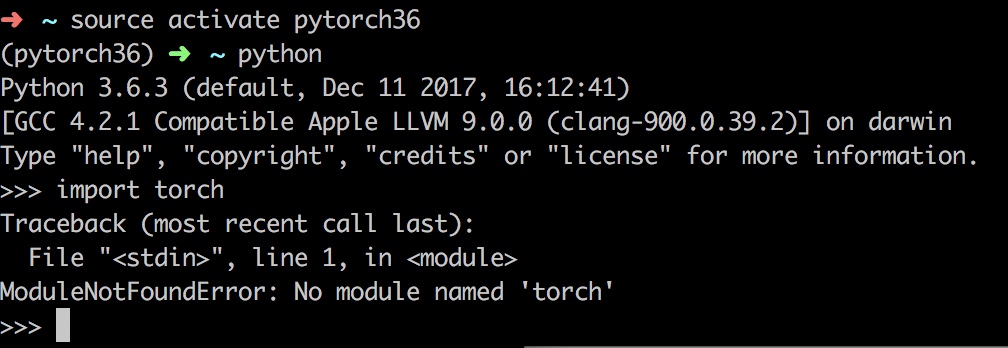 ➜ ~ source activate pytorch36
(pytorch36) ➜ ~ python
Python 3.6.3 (default, Dec 11 2017, 16:12:41)
[GCC 4.2.1 Compatible Apple LLVM 9.0.0 (clang-900.0.39.2)] on darwin
Type "help", "copyright", "credits" or "license" for more information.
>>> import torch
Traceback (most recent call last):
  File "<stdin>", line 1, in <module>
ModuleNotFoundError: No module named 'torch'
>>>